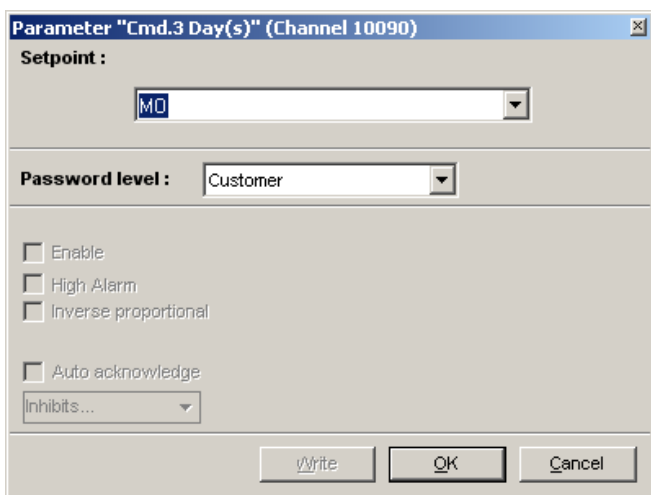 Parameter "Cmd.3 Day(s)" (Channel 10090)
Setpoint :
MO
Password level : Customer
Enable
High Alarm
Inverse proportional
Auto acknowledge
Inhibits...
Write OK Cancel